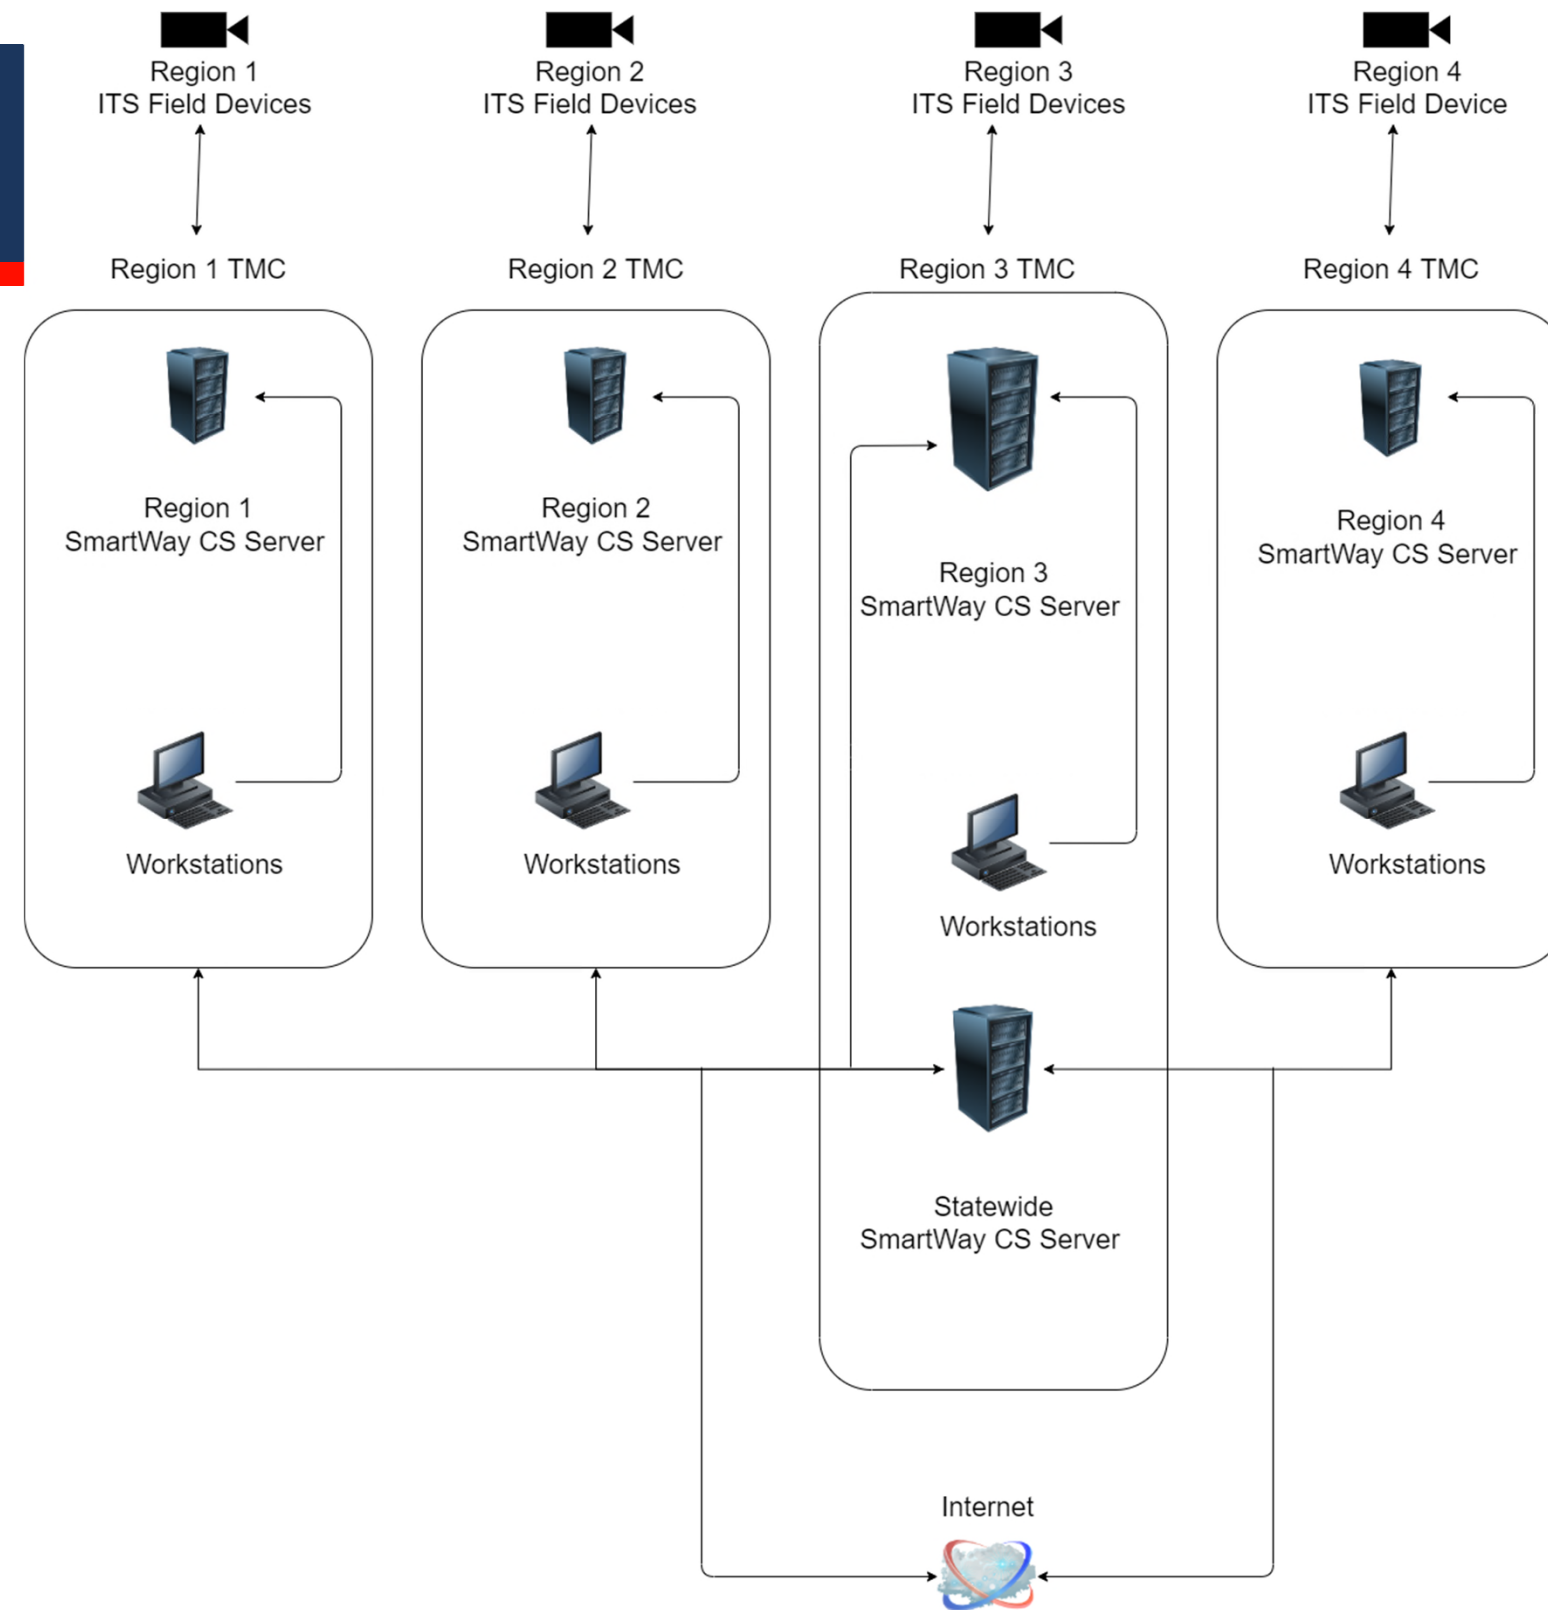 Region 1
ITS Field Devices
Region 2
ITS Field Devices
Region 3
ITS Field Devices
Region 4
ITS Field Device
Region 1 TMC
Region 2 TMC
Region 3 TMC
Region 4 TMC
Region 1
SmartWay CS Server
Region 2
SmartWay CS Server
Region 3
SmartWay CS Server
Region 4
SmartWay CS Server
Workstations
Workstations
Workstations
Workstations
Statewide
SmartWay CS Server
Internet